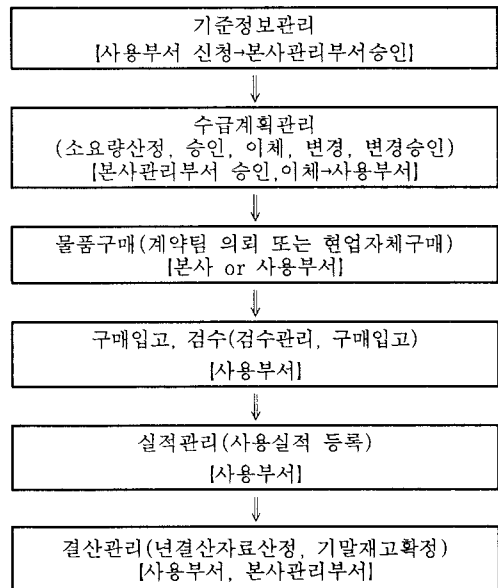 기준정보관리
【사용부서 신청→본사관리부서승인】
⇓
수급계획관리
(소요량산정, 승인, 이체, 변경, 변경승인)
【본사관리부서 승인,이체→사용부서】
⇓
물품구매(계약팀 의뢰 또는 현업자체구매)
【본사 or 사용부서】
⇓
구매입고, 검수(검수관리, 구매입고)
【사용부서】
⇓
실적관리(사용실적 등록)
【사용부서】
⇓
결산관리(년결산자료산정, 기말재고확정)
【사용부서, 본사관리부서】